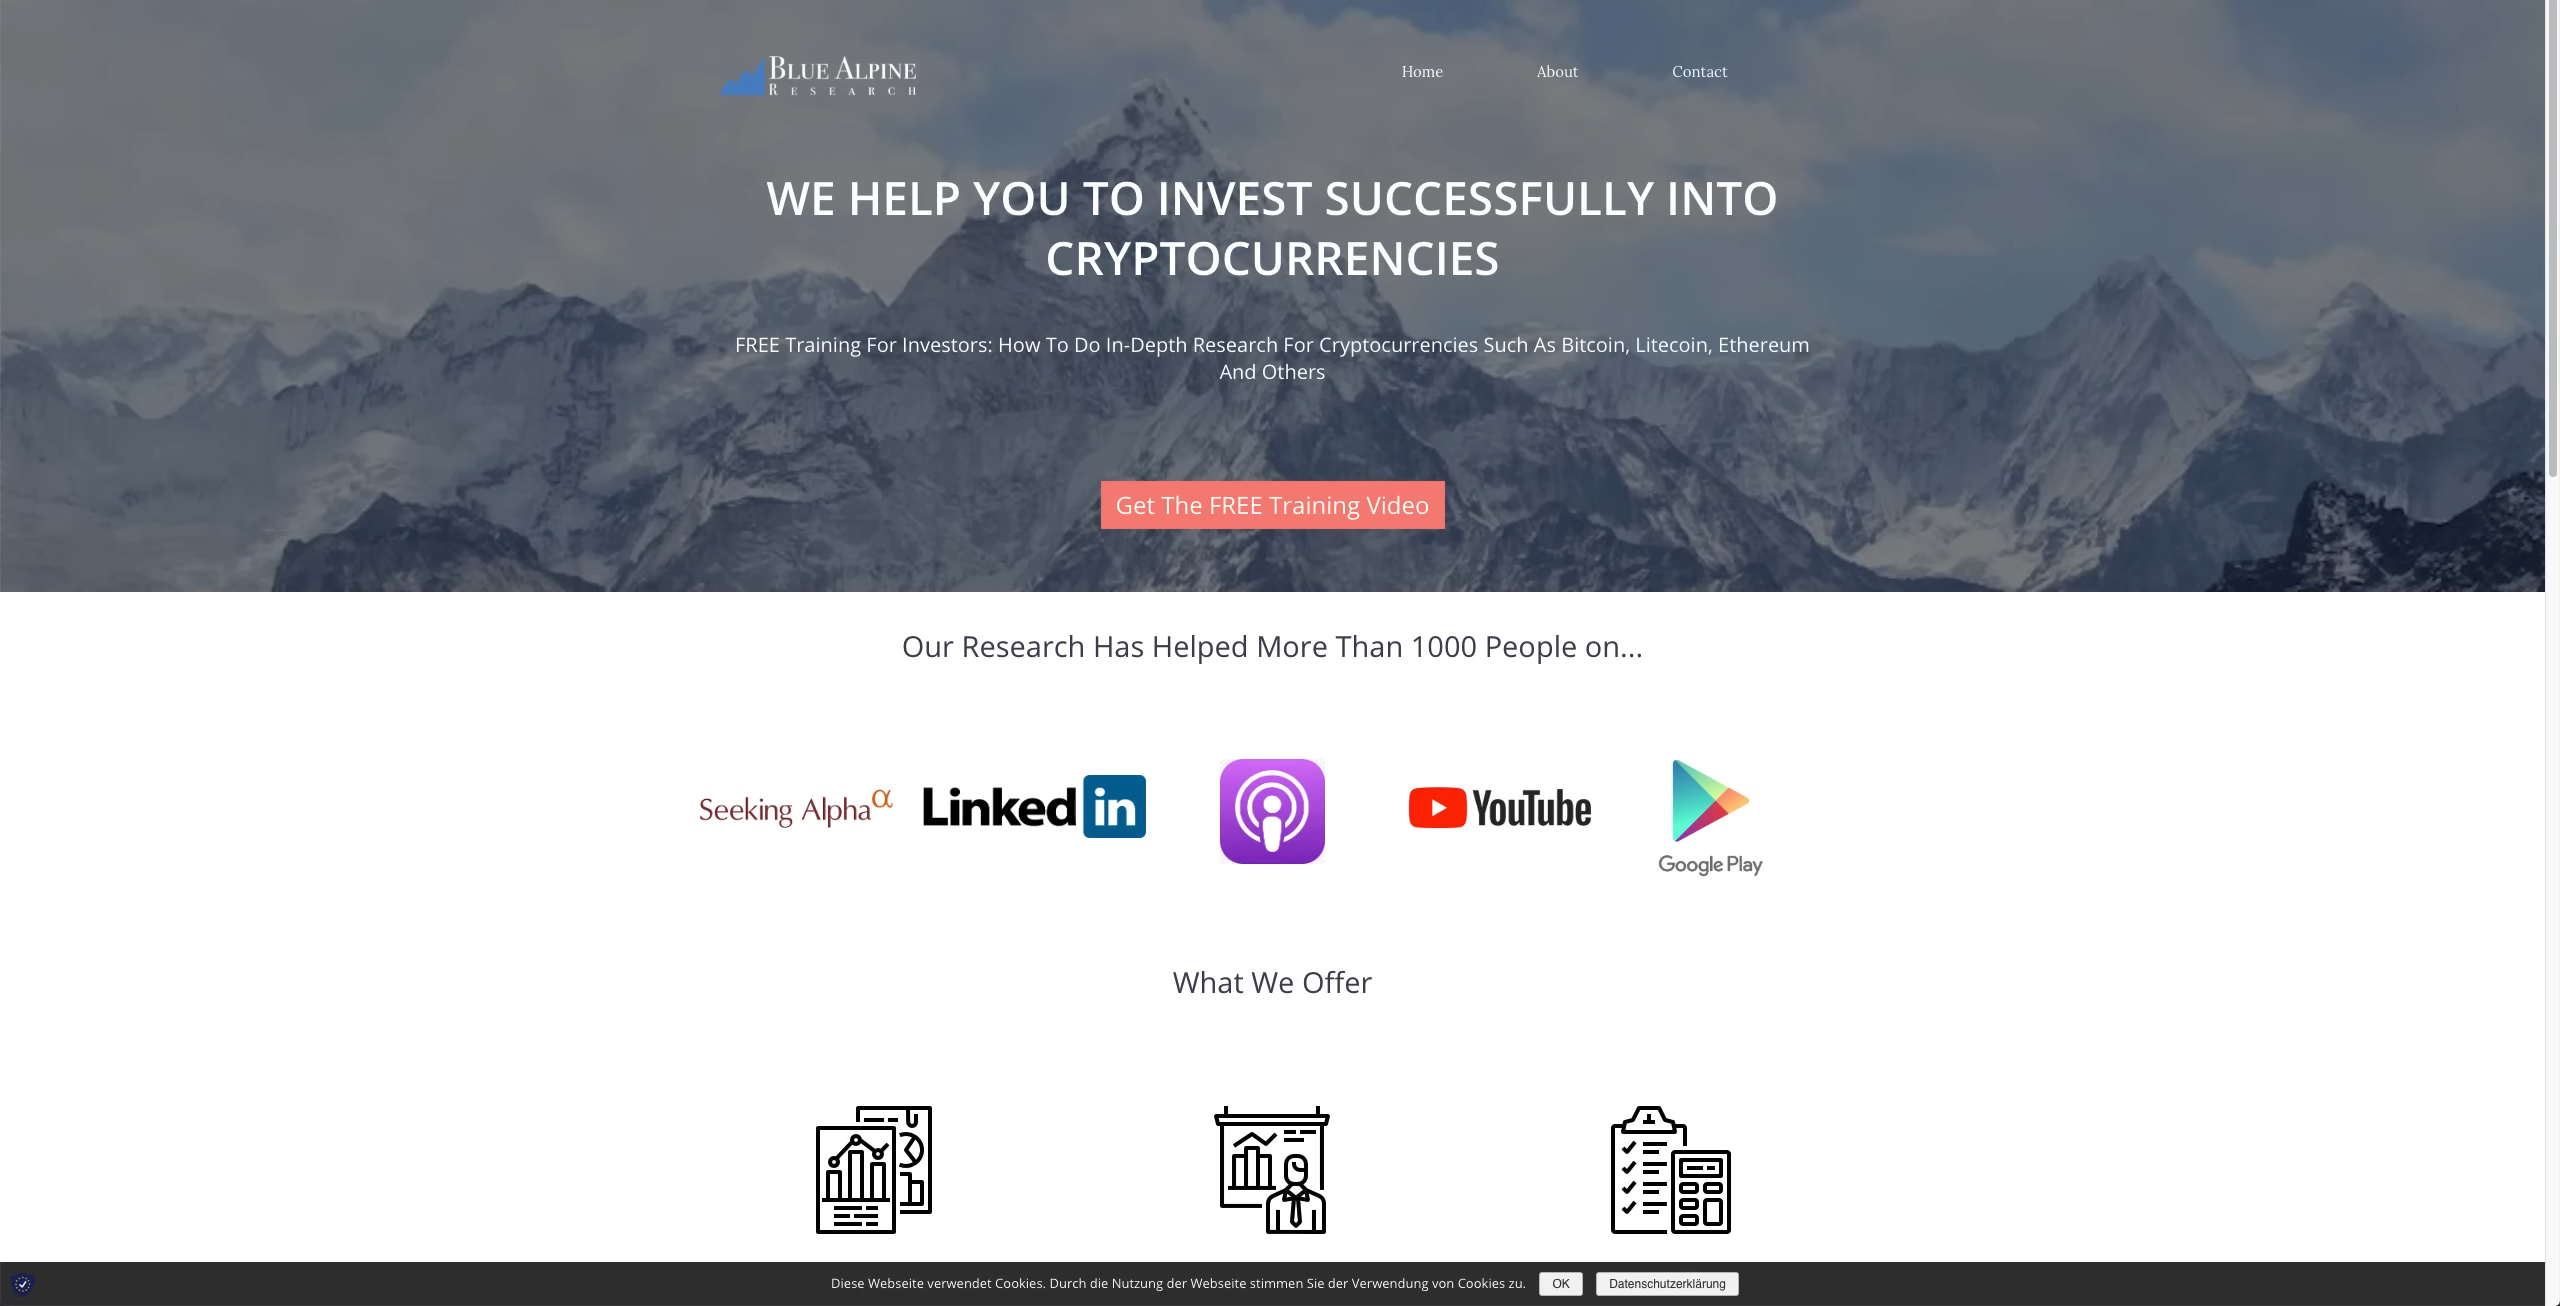 BLUE ALPINE
RESEARCH
Home
About
Contact
WE HELP YOU TO INVEST SUCCESSFULLY INTO
CRYPTOCURRENCIES
FREE Training For Investors: How To Do In-Depth Research For Cryptocurrencies Such As Bitcoin, Litecoin, Ethereum
And Others
Get The FREE Training Video
Our Research Has Helped More Than 1000 People on...
Seeking Alpha α
Linked in
YouTube
Google Play
What We Offer
Diese Webseite verwendet Cookies. Durch die Nutzung der Webseite stimmen Sie der Verwendung von Cookies zu.
OK
Datenschutzerklärung